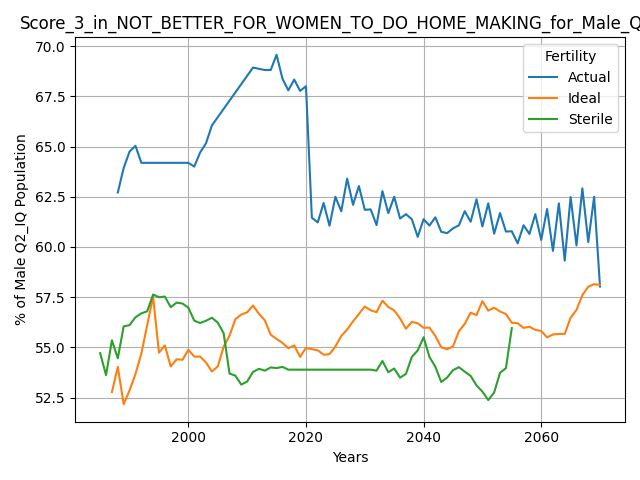 Score_3_in_NOT_BETTER_FOR_WOMEN_TO_DO_HOME_MAKING_for_Male_Q
70.0
67.5
65.0
62.5
60.0
57.5
55.0
52.5
% of Male Q2_IQ Population
Fertility
Actual
Ideal
Sterile
2000
2020
2040
2060
Years